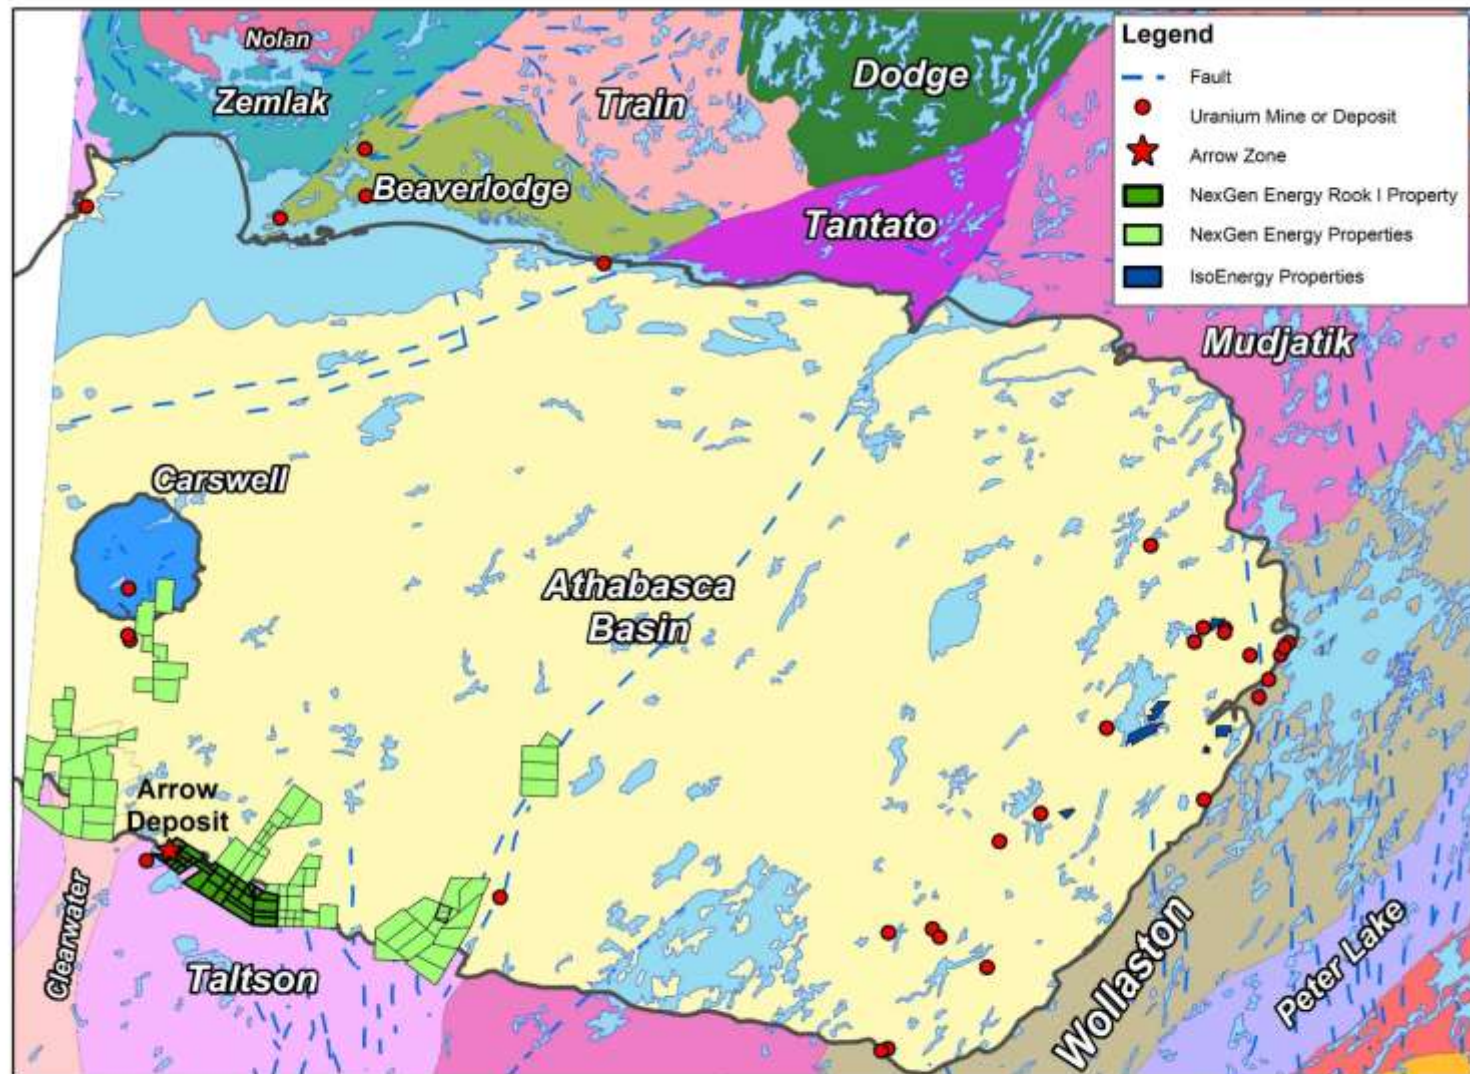 Nolan
Zemlak
Train
Dodge
Beaverlodge
Tantato
Legend
Fault
Uranium Mine or Deposit
Arrow Zone
NexGen Energy Rook I Property
NexGen Energy Properties
IsoEnergy Properties
Mudjatik
Carswell
Athabasca
Basin
Arrow
Deposit
Clearwater
Taltson
Wollaston
Peter Lake